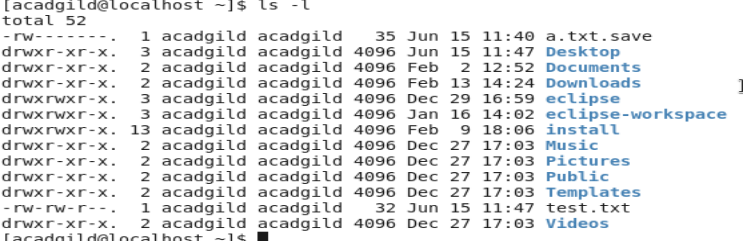 [acadgild@localhost ~]$ ls -l
total 52
-rw-------. 1 acadgild acadgild 35 Jun 15 11:40 a.txt.save
drwxr-xr-x. 3 acadgild acadgild 4096 Jun 15 11:47 Desktop
drwxr-xr-x. 2 acadgild acadgild 4096 Feb 2 12:52 Documents
drwxr-xr-x. 2 acadgild acadgild 4096 Feb 13 14:24 Downloads
drwxrwxr-x. 3 acadgild acadgild 4096 Dec 29 16:59 eclipse
drwxrwxr-x. 3 acadgild acadgild 4096 Jan 16 14:02 eclipse-workspace
drwxrwxr-x. 13 acadgild acadgild 4096 Feb 9 18:06 install
drwxr-xr-x. 2 acadgild acadgild 4096 Dec 27 17:03 Music
drwxr-xr-x. 2 acadgild acadgild 4096 Dec 27 17:03 Pictures
drwxr-xr-x. 2 acadgild acadgild 4096 Dec 27 17:03 Public
drwxr-xr-x. 2 acadgild acadgild 4096 Dec 27 17:03 Templates
-rw-rw-r--. 1 acadgild acadgild 32 Jun 15 11:47 test.txt
drwxr-xr-x. 2 acadgild acadgild 4096 Dec 27 17:03 Videos
[acadgild@localhost ~]$